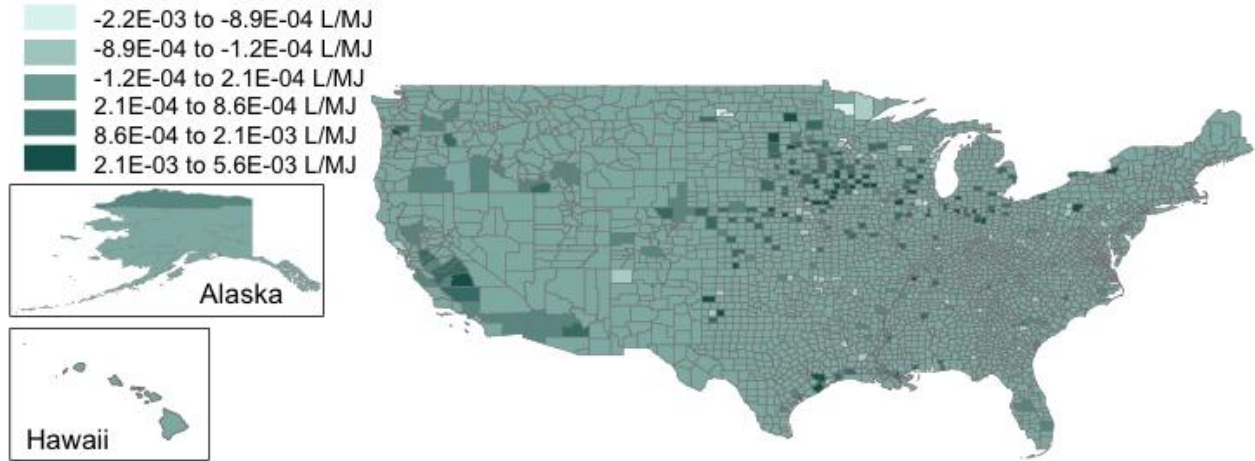 -2.2E-03 to -8.9E-04 L/MJ
-8.9E-04 to -1.2E-04 L/MJ
-1.2E-04 to 2.1E-04 L/MJ
2.1E-04 to 8.6E-04 L/MJ
8.6E-04 to 2.1E-03 L/MJ
2.1E-03 to 5.6E-03 L/MJ
Alaska
Hawaii